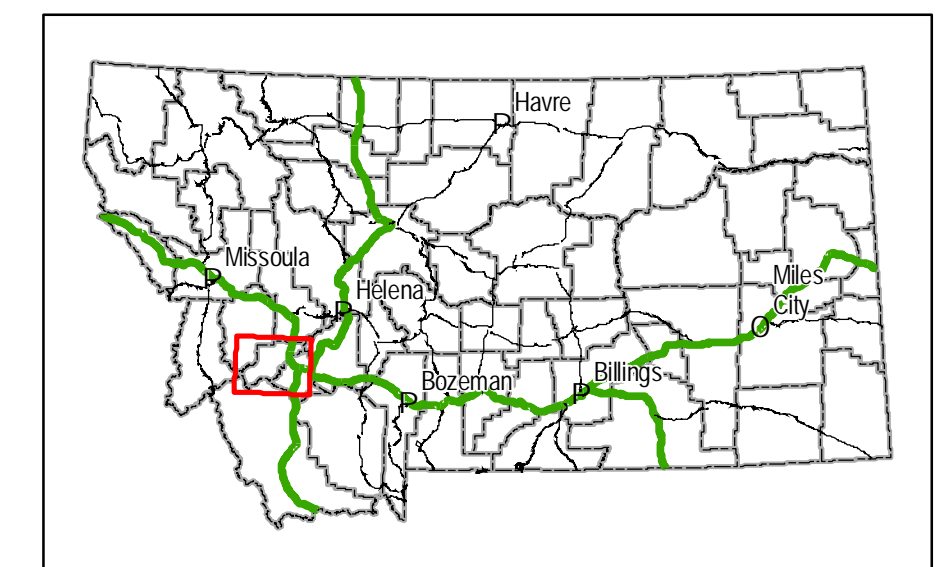 Havre
P
Missoula
P
Helena
P
Miles
City
O
Billings
P
Bozeman
P